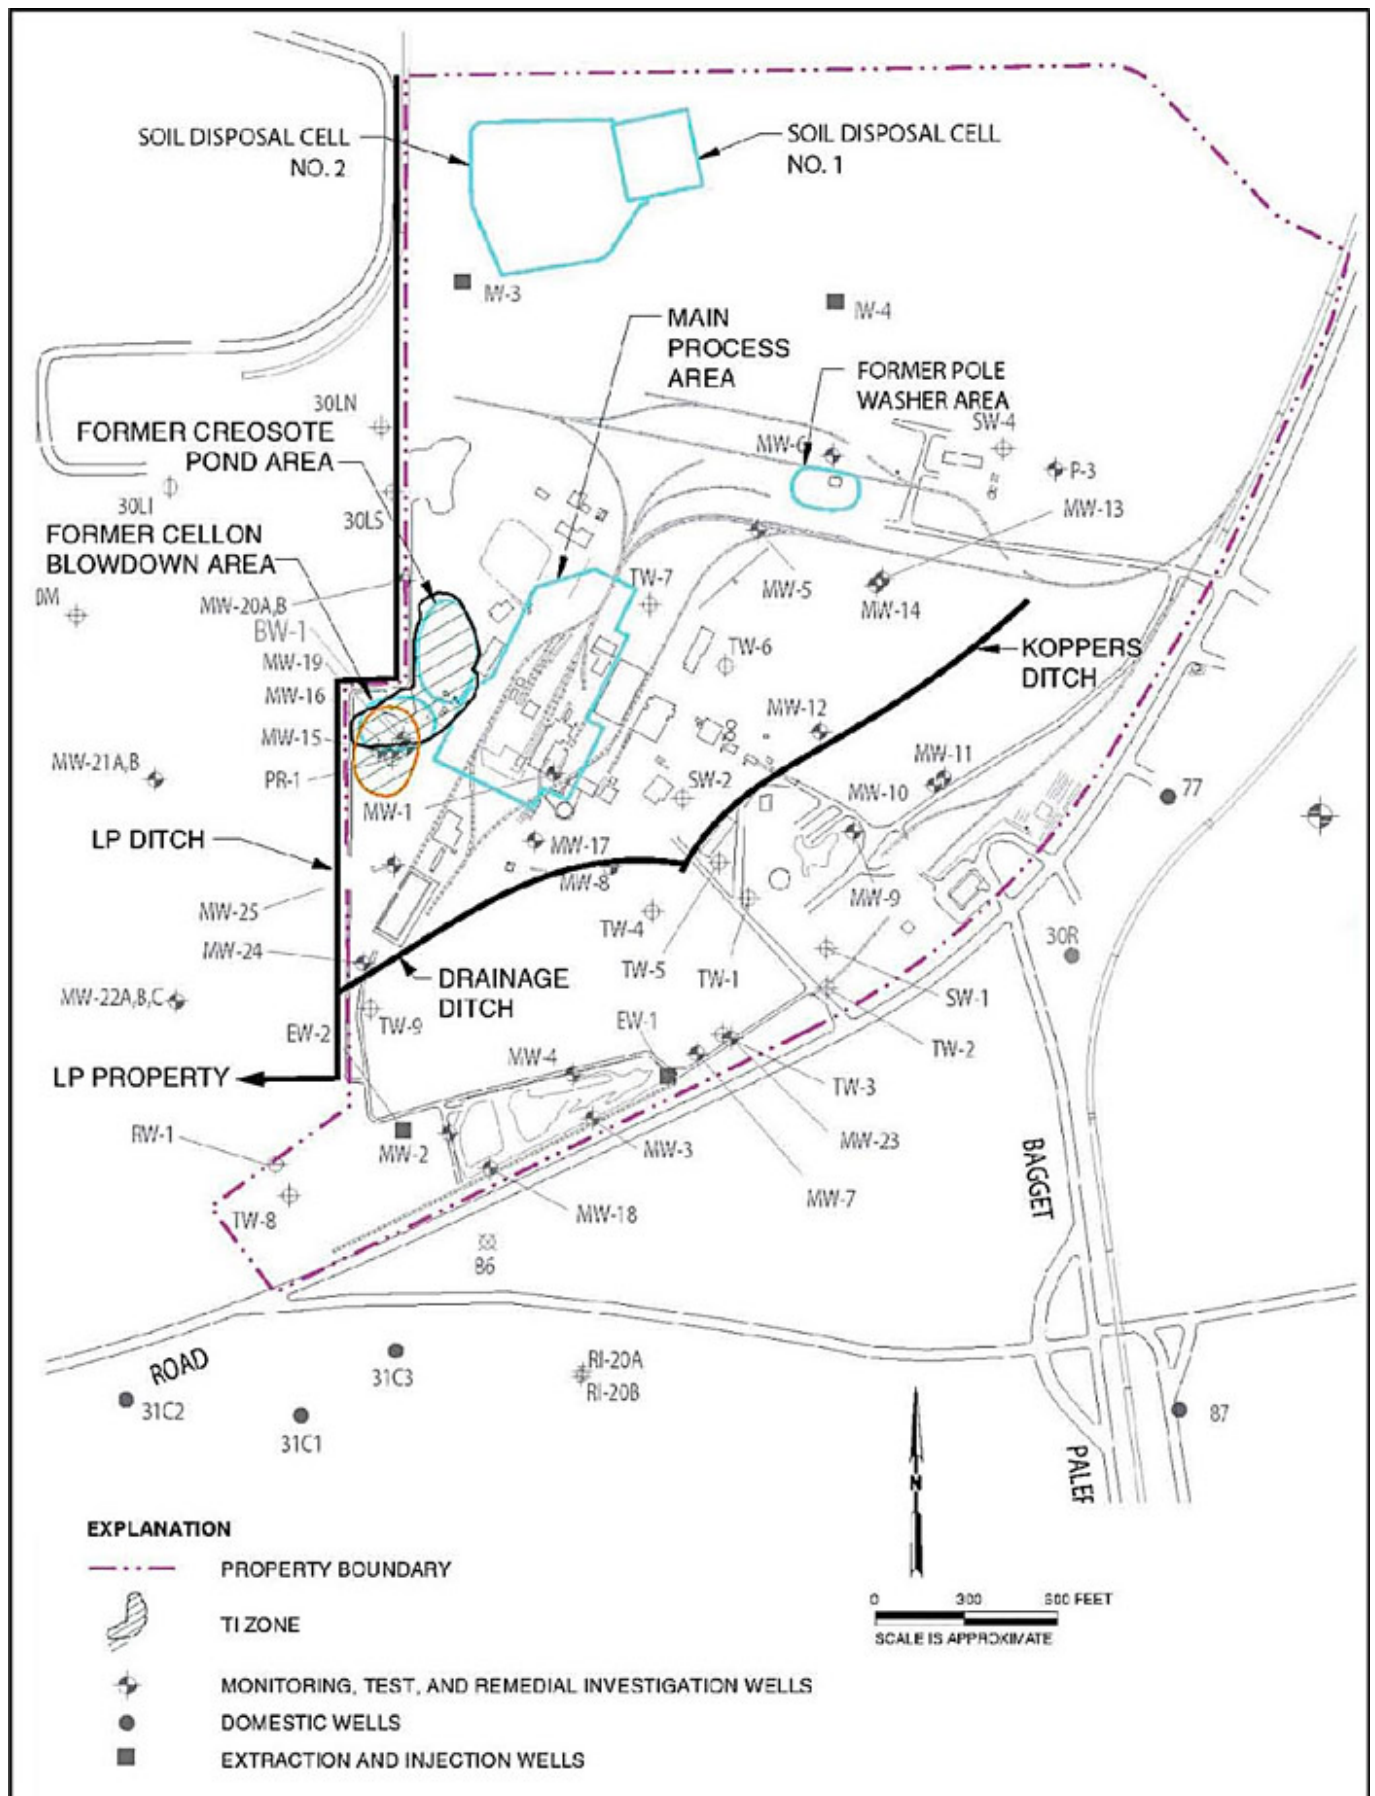 SOIL DISPOSAL CELL
NO. 2
SOIL DISPOSAL CELL
NO. 1
IW-3
IW-4
MAIN
PROCESS
AREA
FORMER POLE
WASHER AREA
30LN
SW-4
FORMER CREOSOTE
POND AREA
MW-6
P-3
30LI
30LS
MW-13
FORMER CELLON
BLOWDOWN AREA
MW-5
TW-7
MW-14
DM
MW-20A,B
BW-1
MW-19
MW-16
TW-6
KOPPERS
DITCH
MW-15
MW-12
MW-21A,B
PR-1
MW-11
SW-2
MW-10
77
MW-1
LP DITCH
MW-17
MW-8
MW-9
MW-25
TW-4
30R
MW-24
TW-5
TW-1
DRAINAGE
DITCH
MW-22A,B,C
SW-1
EW-2
TW-9
EW-1
TW-2
MW-4
LP PROPERTY
TW-3
RW-1
MW-2
MW-3
MW-23
MW-7
TW-8
MW-18
BAGGET
86
ROAD
31C3
RI-20A
RI-20B
31C2
31C1
87
PALEF
N
EXPLANATION
PROPERTY BOUNDARY
TI ZONE
0 300 600 FEET
SCALE IS APPROXIMATE
MONITORING, TEST, AND REMEDIAL INVESTIGATION WELLS
DOMESTIC WELLS
EXTRACTION AND INJECTION WELLS